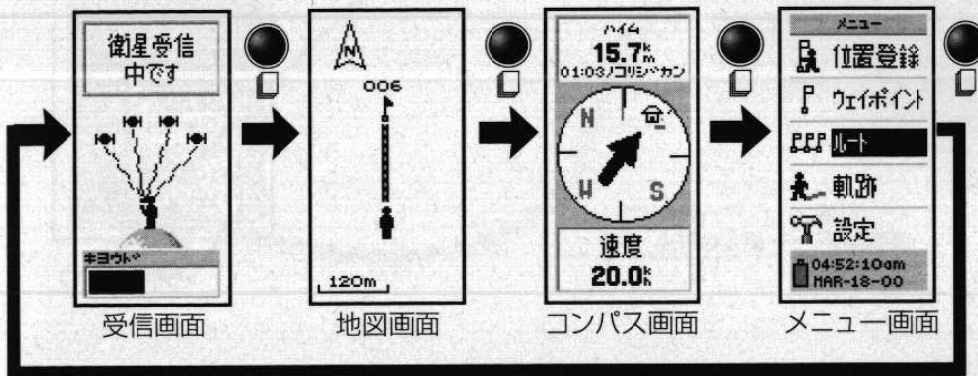 衛星受信
中です
キョウド
受信画面
006
120m
地図画面
ハイム
15.7km
01:03ノコリジカン
N
W
S
速度
20.0
コンパス画面
メニュー
位置登録
ウェイポイント
ルート
軌跡
設定
04:52:10am
MAR-18-00
メニュー画面